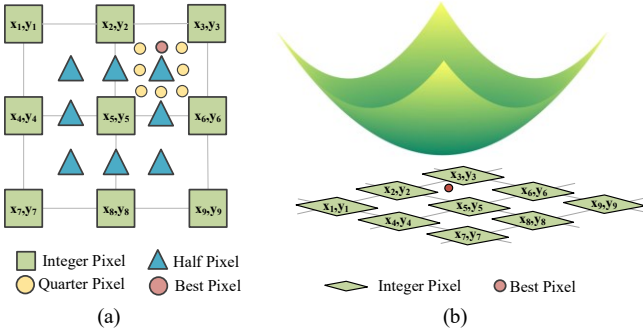 x₁,y₁ x₂,y₂ x₃,y₃
x₄,y₄ x₅,y₅ x₆,y₆
x₇,y₇ x₈,y₈ x₉,y₉
Integer Pixel Half Pixel
Quarter Pixel Best Pixel
(a)
x₃,y₃
x₂,y₂ x₆,y₆
x₁,y₁ x₅,y₅ x₉,y₉
x₄,y₄ x₈,y₈
x₇,y₇
Integer Pixel Best Pixel
(b)